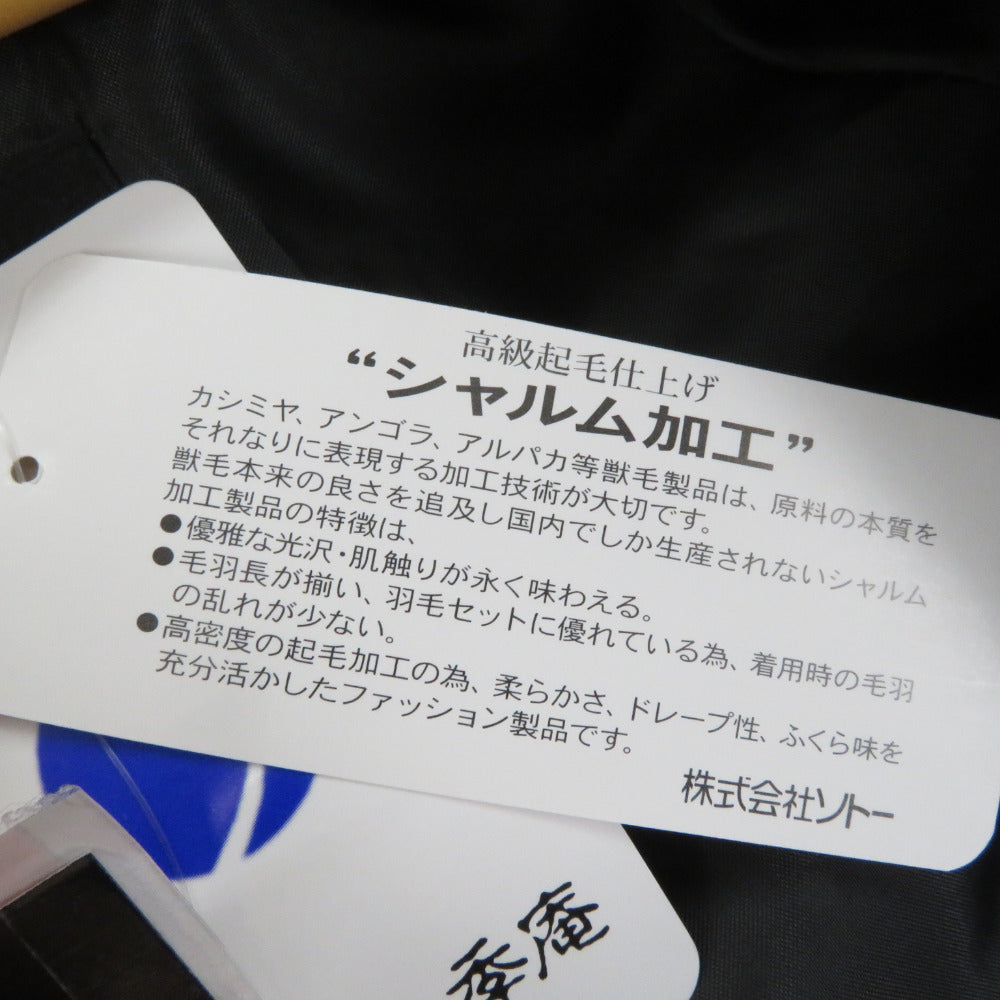 高級起毛仕上げ
“シャルム加工”
カシミヤ、アンゴラ、アルパカ等獣毛製品は、原料の本質を
それなりに表現する加工技術が大切です。
獣毛本来の良さを追及し国内でしか生産されないシャルム
加工製品の特徴は、
●優雅な光沢・肌触りが永く味わえる。
●毛羽長が揃い、羽毛セットに優れている為、着用時の毛羽
の乱れが少ない。
●高密度の起毛加工の為、柔らかさ、ドレープ性、ふくら味を
充分活かしたファッション製品です。
株式会社ソトー
庵